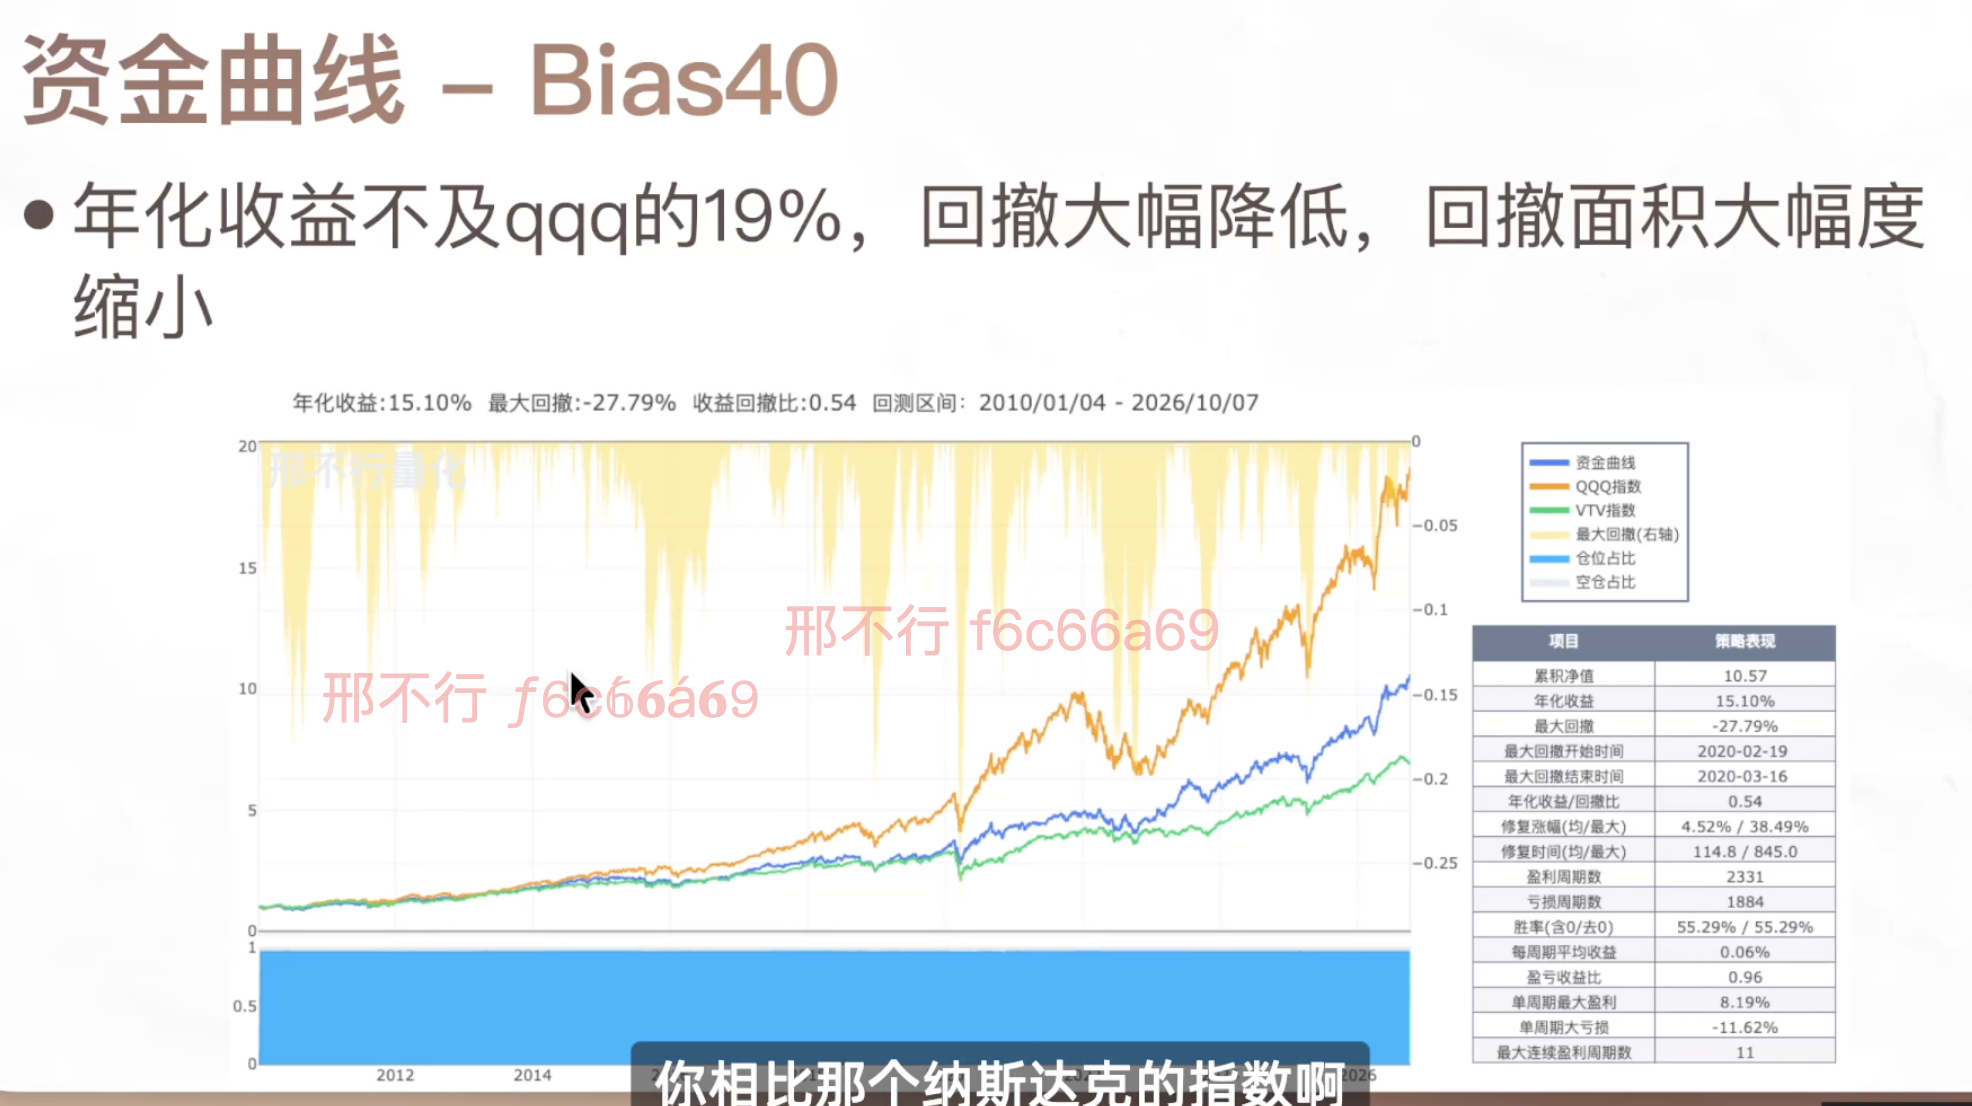 资金曲线 – Bias40
• 年化收益不及qqq的19%，回撤大幅降低，回撤面积大幅度
缩小
年化收益:15.10% 最大回撤:-27.79% 收益回撤比:0.54 回测区间：2010/01/04 - 2026/10/07
邢不行量化
20
15
10
5
0
0
−0.05
−0.1
−0.15
−0.2
−0.25
资金曲线
QQQ指数
VTV指数
最大回撤(右轴)
仓位占比
空仓占比
邢不行 f6c66a69
邢不行 f6c66a69
项目 策略表现
累积净值 10.57
年化收益 15.10%
最大回撤 -27.79%
最大回撤开始时间 2020-02-19
最大回撤结束时间 2020-03-16
年化收益/回撤比 0.54
修复涨幅(均/最大) 4.52% / 38.49%
修复时间(均/最大) 114.8 / 845.0
盈利周期数 2331
亏损周期数 1884
胜率(含0/去0) 55.29% / 55.29%
每周期平均收益 0.06%
盈亏收益比 0.96
单周期最大盈利 8.19%
单周期大亏损 -11.62%
最大连续盈利周期数 11
1
0.5
0
2012 2014 2026
你相比那个纳斯达克的指数啊